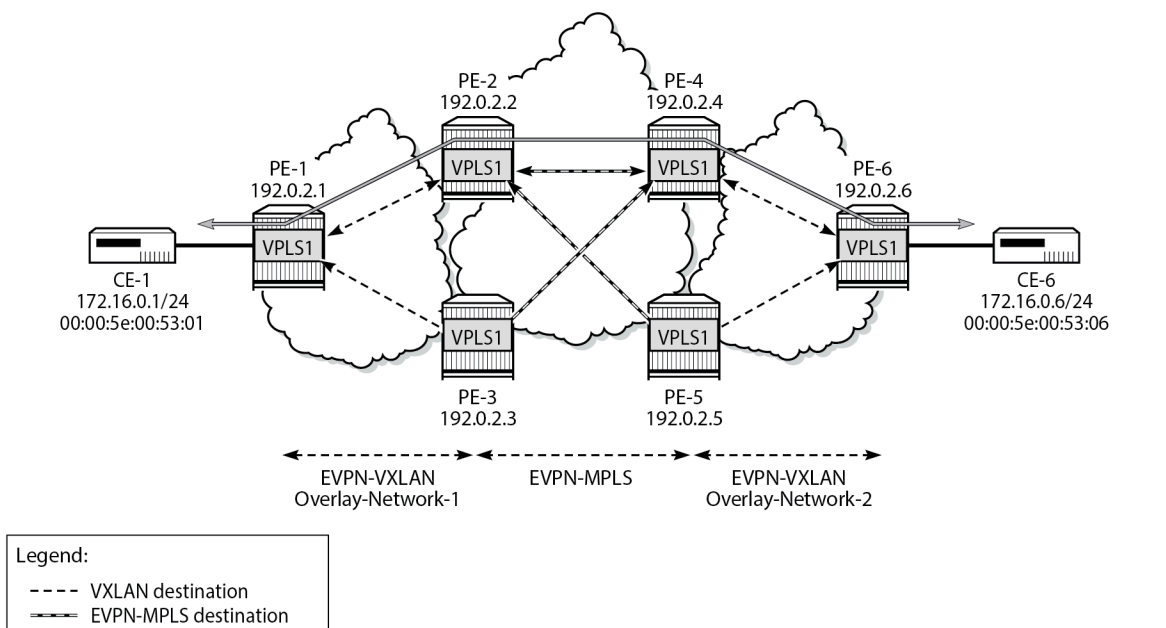 PE-2
192.0.2.2
PE-4
192.0.2.4
VPLS1
VPLS1
PE-1
192.0.2.1
PE-6
192.0.2.6
VPLS1
VPLS1
CE-1
172.16.0.1/24
00:00:5e:00:53:01
CE-6
172.16.0.6/24
00:00:5e:00:53:06
VPLS1
VPLS1
PE-3
192.0.2.3
PE-5
192.0.2.5
EVPN-VXLAN
Overlay-Network-1
EVPN-MPLS
EVPN-VXLAN
Overlay-Network-2
Legend:
VXLAN destination
EVPN-MPLS destination